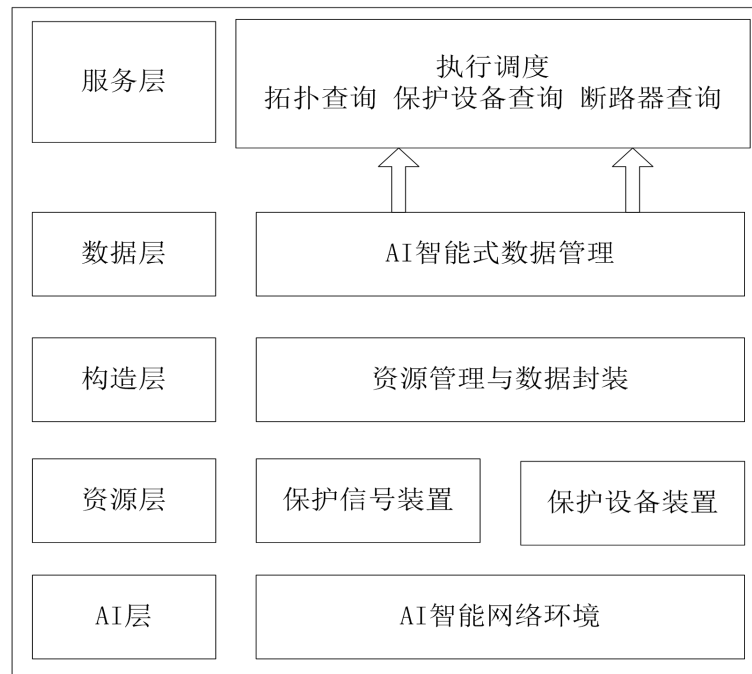 服务层
执行调度
拓扑查询 保护设备查询 断路器查询
数据层
AI智能式数据管理
构造层
资源管理与数据封装
资源层
保护信号装置
保护设备装置
AI层
AI智能网络环境